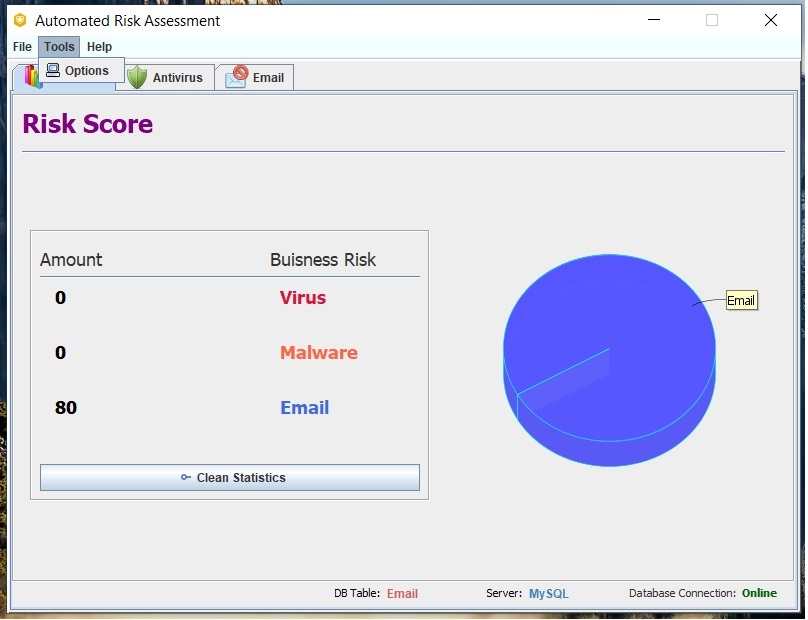 Automated Risk Assessment
File Tools Help
Options
Antivirus Email
Risk Score
Amount Buisness Risk
0 Virus
0 Malware
80 Email
Clean Statistics
Email
DB Table: Email Server: MySQL Database Connection: Online